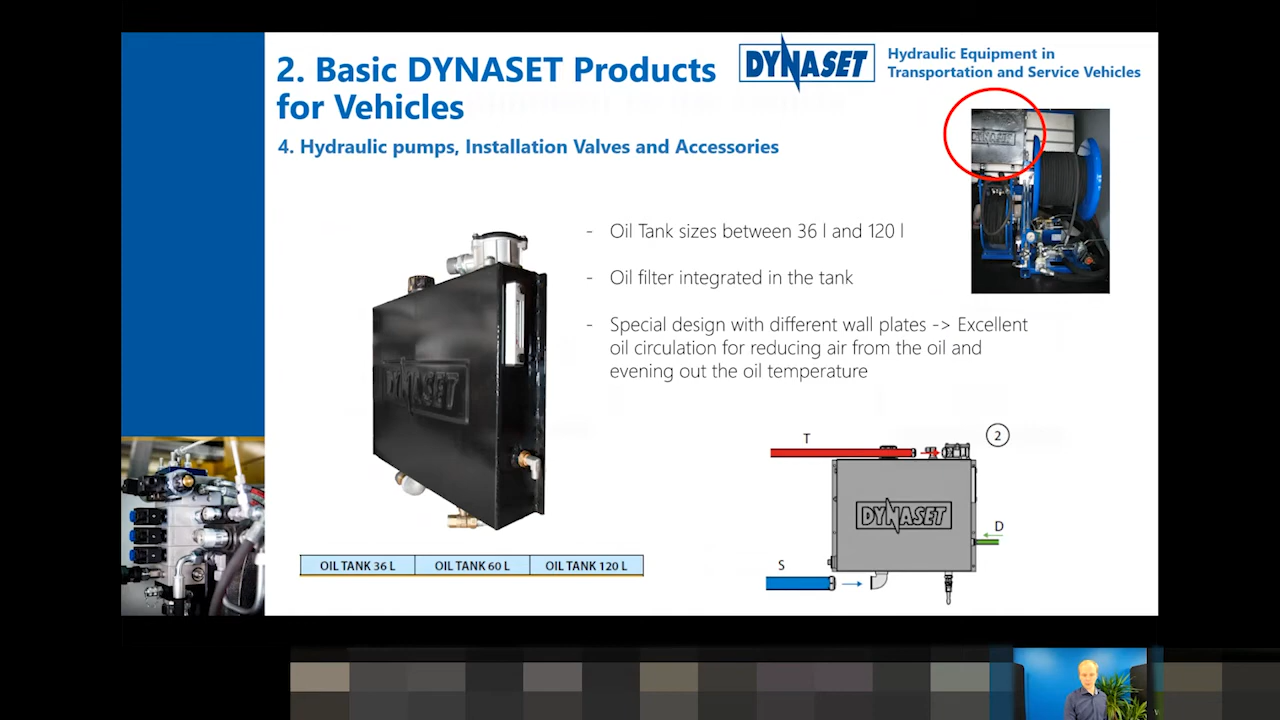 2. Basic DYNASET Products
for Vehicles
DYNASET
Hydraulic Equipment in
Transportation and Service Vehicles
4. Hydraulic pumps, Installation Valves and Accessories
DYNASET
- Oil Tank sizes between 36 l and 120 l
- Oil filter integrated in the tank
- Special design with different wall plates -> Excellent
oil circulation for reducing air from the oil and
evening out the oil temperature
DYNASET
OIL TANK 36 L
OIL TANK 60 L
OIL TANK 120 L
T
2
DYNASET
D
S